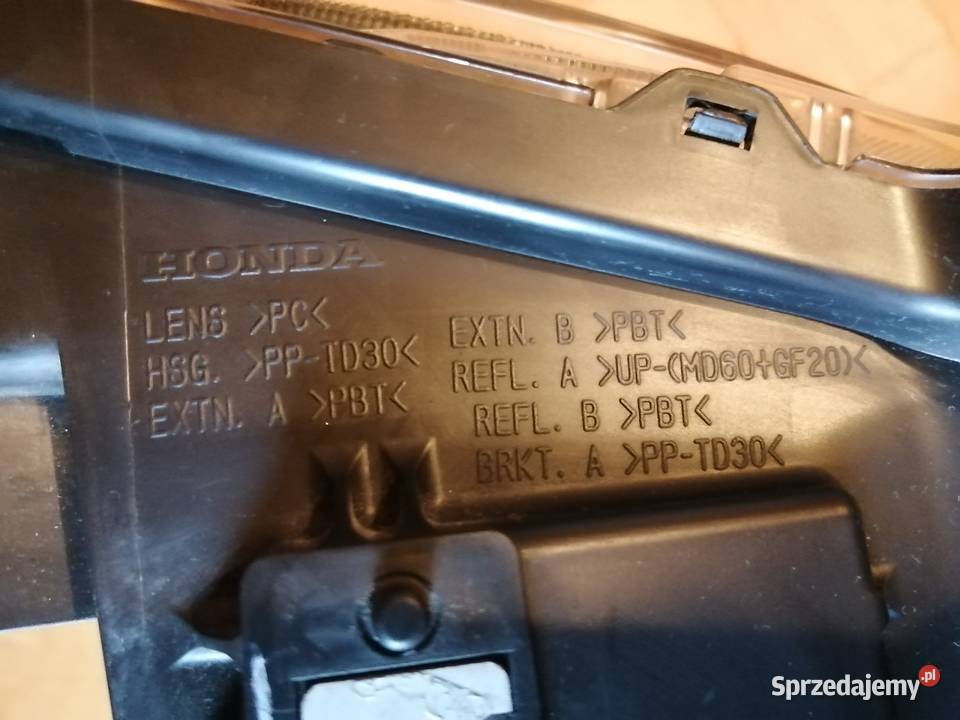 HONDA
LENS >PC<
HSG. >PP-TD30<
EXTN. A >PBT<
EXTN. B >PBT<
REFL. A >UP-(MD60+GF20)<
REFL. B >PBT<
BRKT. A >PP-TD30<
Sprzedajemy.pl